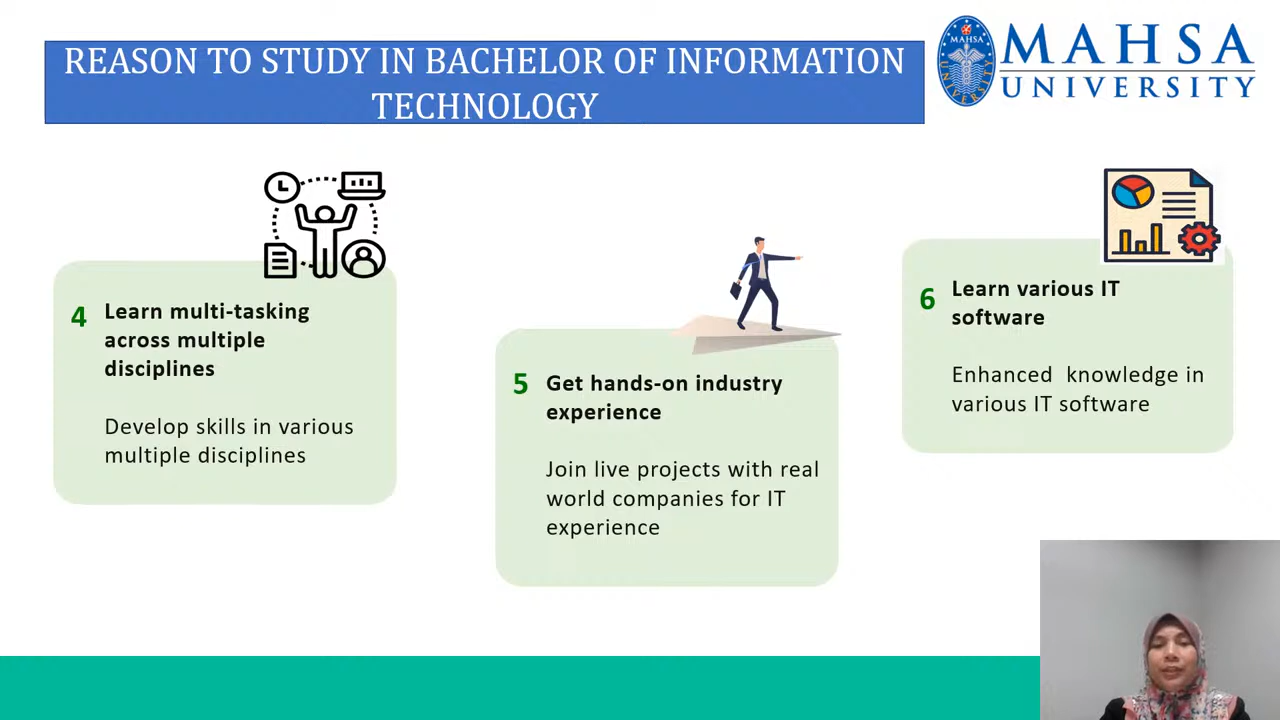 REASON TO STUDY IN BACHELOR OF INFORMATION
TECHNOLOGY
MAHSA
UNIVERSITY
MAHSA
UNIVERSITY
4 Learn multi-tasking
across multiple
disciplines
Develop skills in various
multiple disciplines
5 Get hands-on industry
experience
Join live projects with real
world companies for IT
experience
6 Learn various IT
software
Enhanced knowledge in
various IT software